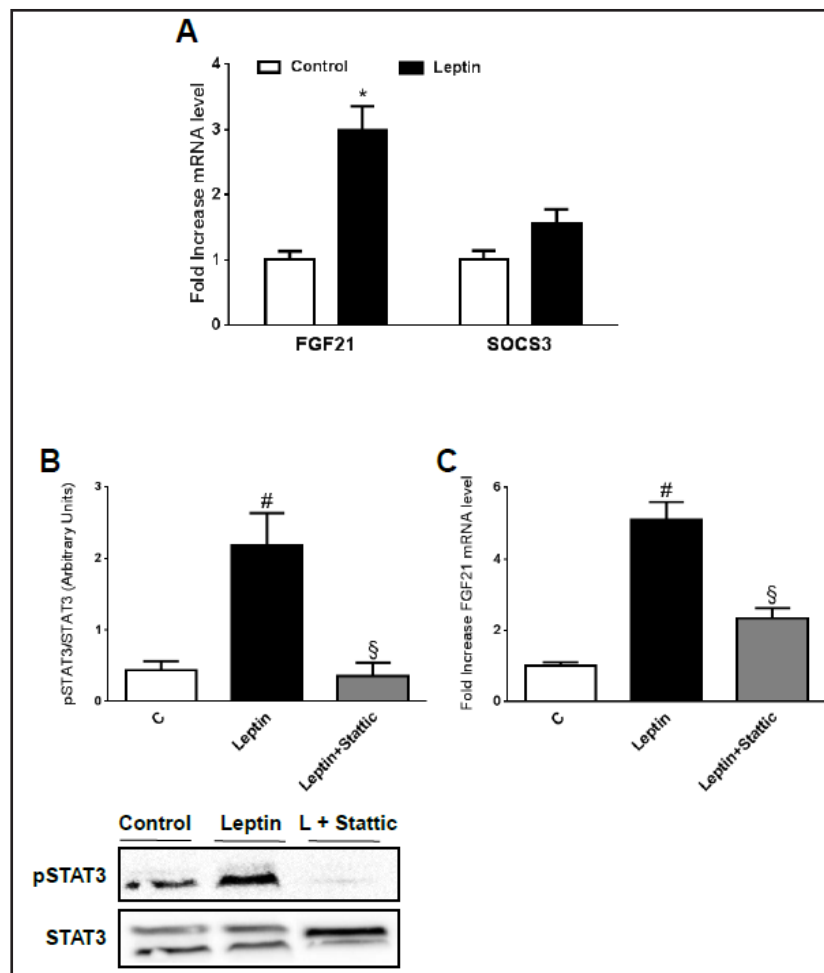 A
Control Leptin
Fold Increase mRNA level
4
3
2
1
0
*
FGF21 SOCS3
B
pSTAT3/STAT3 (Arbitrary Units)
3
2
1
0
#
§
C
Leptin
Leptin+Stattic
C
Fold Increase FGF21 mRNA level
6
4
2
0
#
§
C
Leptin
Leptin+Stattic
Control Leptin L + Stattic
pSTAT3
STAT3